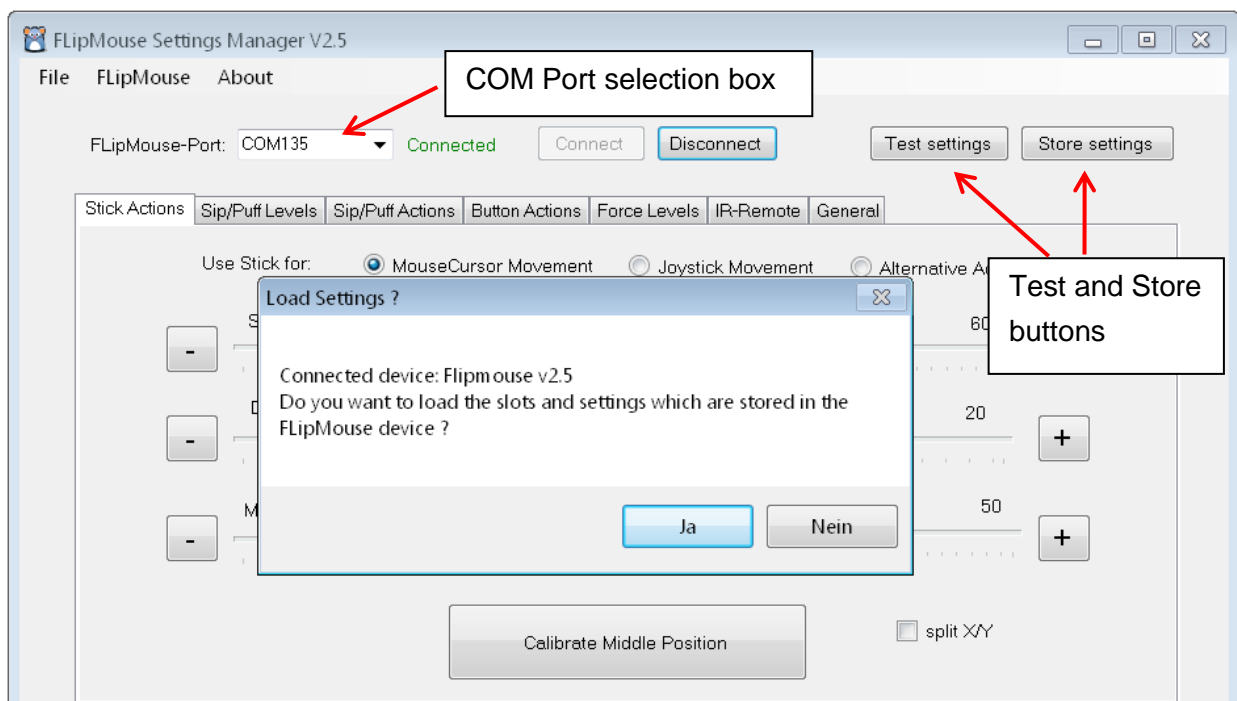 FLipMouse Settings Manager V2.5
File FLipMouse About
COM Port selection box
FLipMouse-Port: COM135 Connected Connect Disconnect Test settings Store settings
Stick Actions Sip/Puff Levels Sip/Puff Actions Button Actions Force Levels IR-Remote General
Use Stick for: MouseCursor Movement Joystick Movement Alternative A
Test and Store
buttons
Load Settings ?
- 60
Connected device: Flipmouse v2.5
Do you want to load the slots and settings which are stored in the
FLipMouse device ?
- 20 +
Ja Nein
- M 50 +
Calibrate Middle Position split X/Y